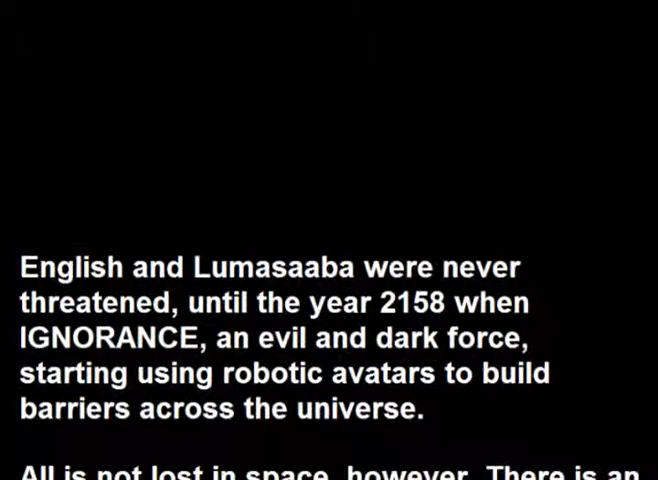 English and Lumasaaba were never
threatened, until the year 2158 when
IGNORANCE, an evil and dark force,
starting using robotic avatars to build
barriers across the universe.
All is not lost in space, however. There is an